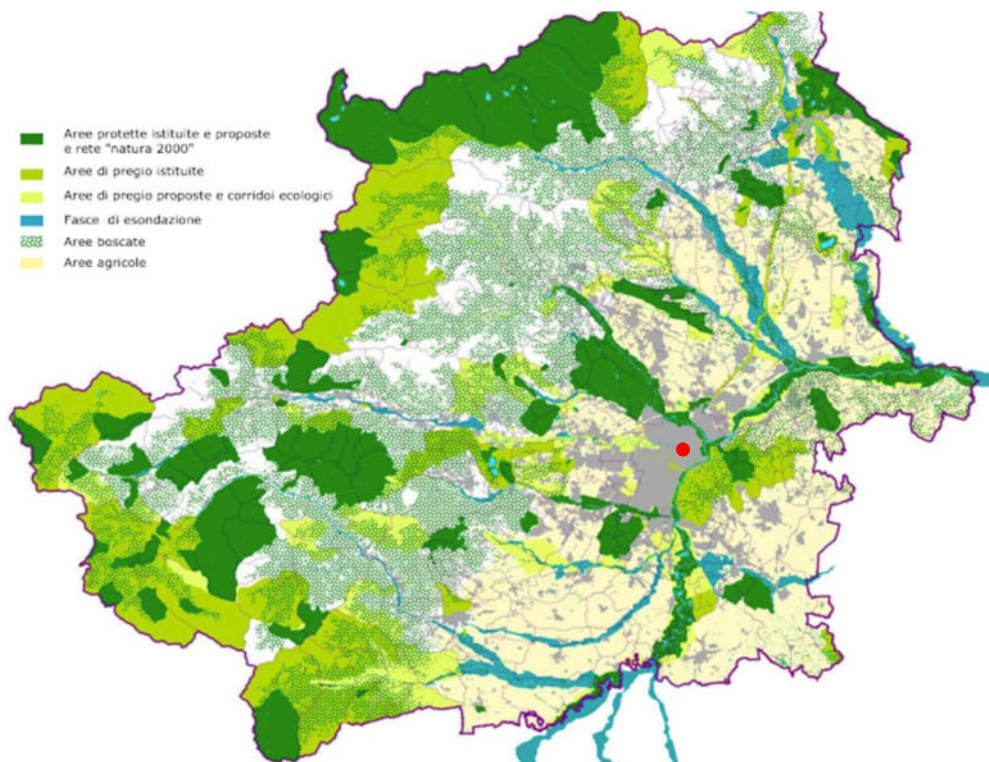 Aree protette istituite e proposte
e rete "natura 2000"
Aree di pregio istituite
Aree di pregio proposte e corridoi ecologici
Fasce di esondazione
Aree boscate
Aree agricole